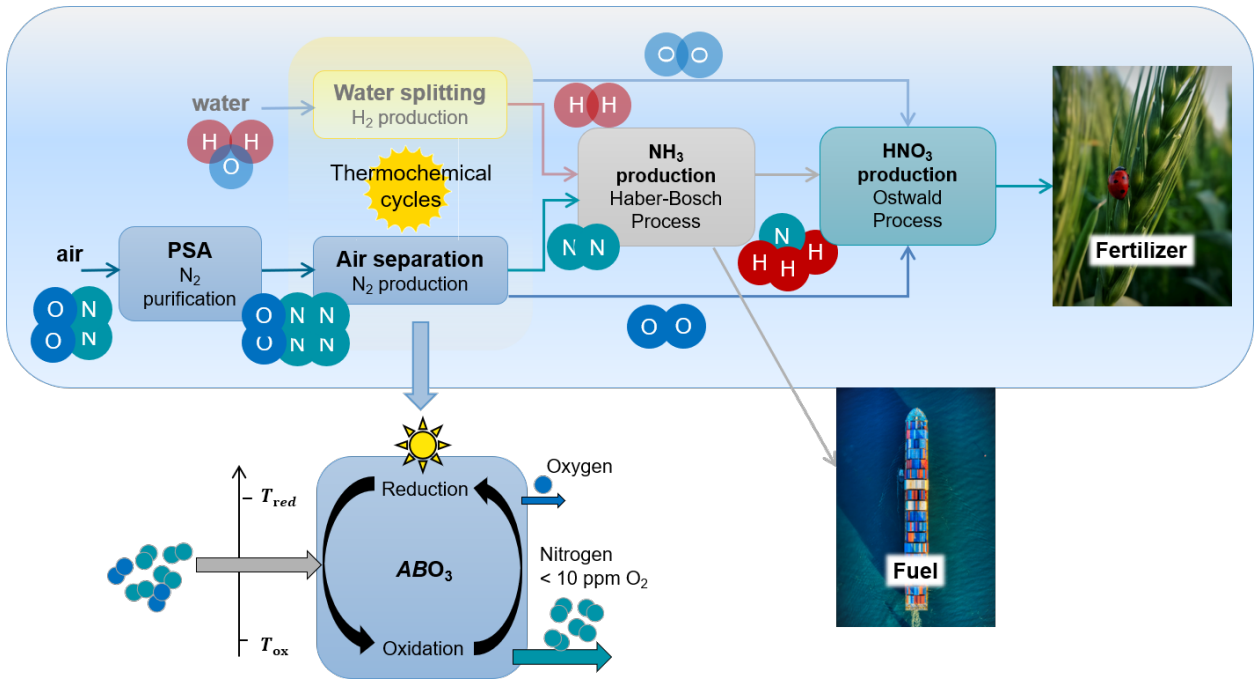 O O
Water splitting
H₂ production
water
H H
O
H H
Thermochemical
cycles
NH₃
production
Haber-Bosch
Process
HNO₃
production
Ostwald
Process
Fertilizer
air
PSA
N₂
purification
Air separation
N₂ production
N N
N
H H H
O N
O N
O N N
O N N
O O
Fuel
Reduction
Oxygen
T_red
ABO₃
Nitrogen
< 10 ppm O₂
T_ox
Oxidation